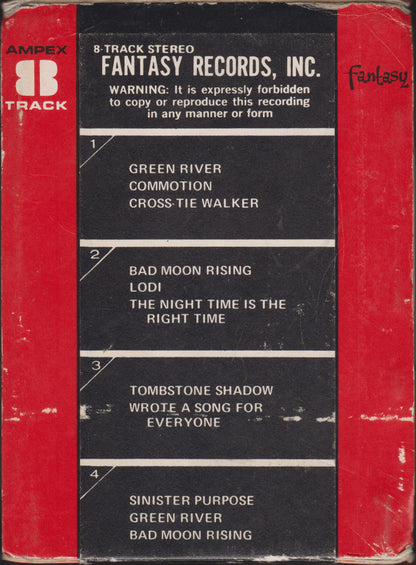 AMPEX
8
TRACK
8-TRACK STEREO
FANTASY RECORDS, INC.
WARNING: It is expressly forbidden
to copy or reproduce this recording
in any manner or form
fantasy
1
GREEN RIVER
COMMOTION
CROSS-TIE WALKER
2
BAD MOON RISING
LODI
THE NIGHT TIME IS THE
RIGHT TIME
3
TOMBSTONE SHADOW
WROTE A SONG FOR
EVERYONE
4
SINISTER PURPOSE
GREEN RIVER
BAD MOON RISING